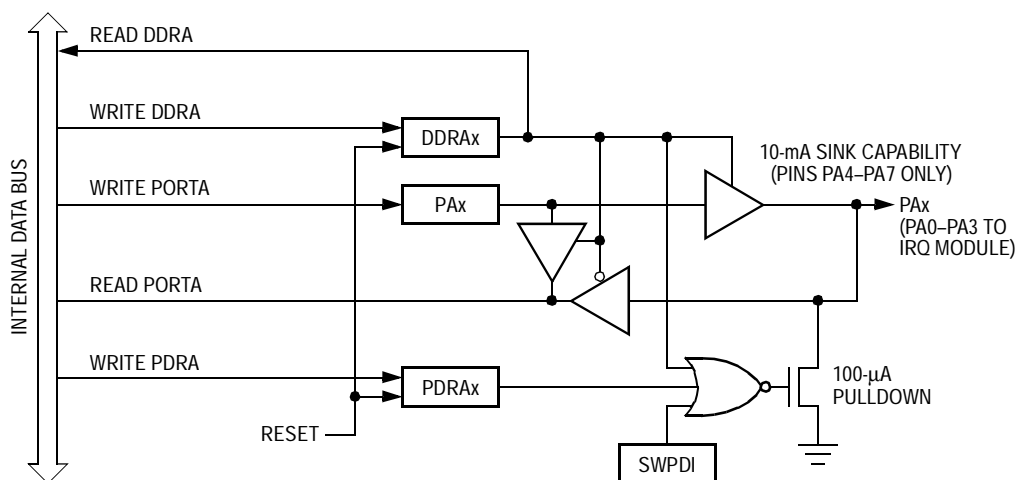 READ DDRA
WRITE DDRA
DDRAx
10-mA SINK CAPABILITY
(PINS PA4–PA7 ONLY)
WRITE PORTA
PAx
PAx
(PA0–PA3 TO
IRQ MODULE)
INTERNAL DATA BUS
READ PORTA
WRITE PDRA
PDRAx
100-µA
PULLDOWN
RESET
SWPDI